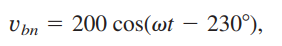 v_bn = 200 cos(ωt − 230°),